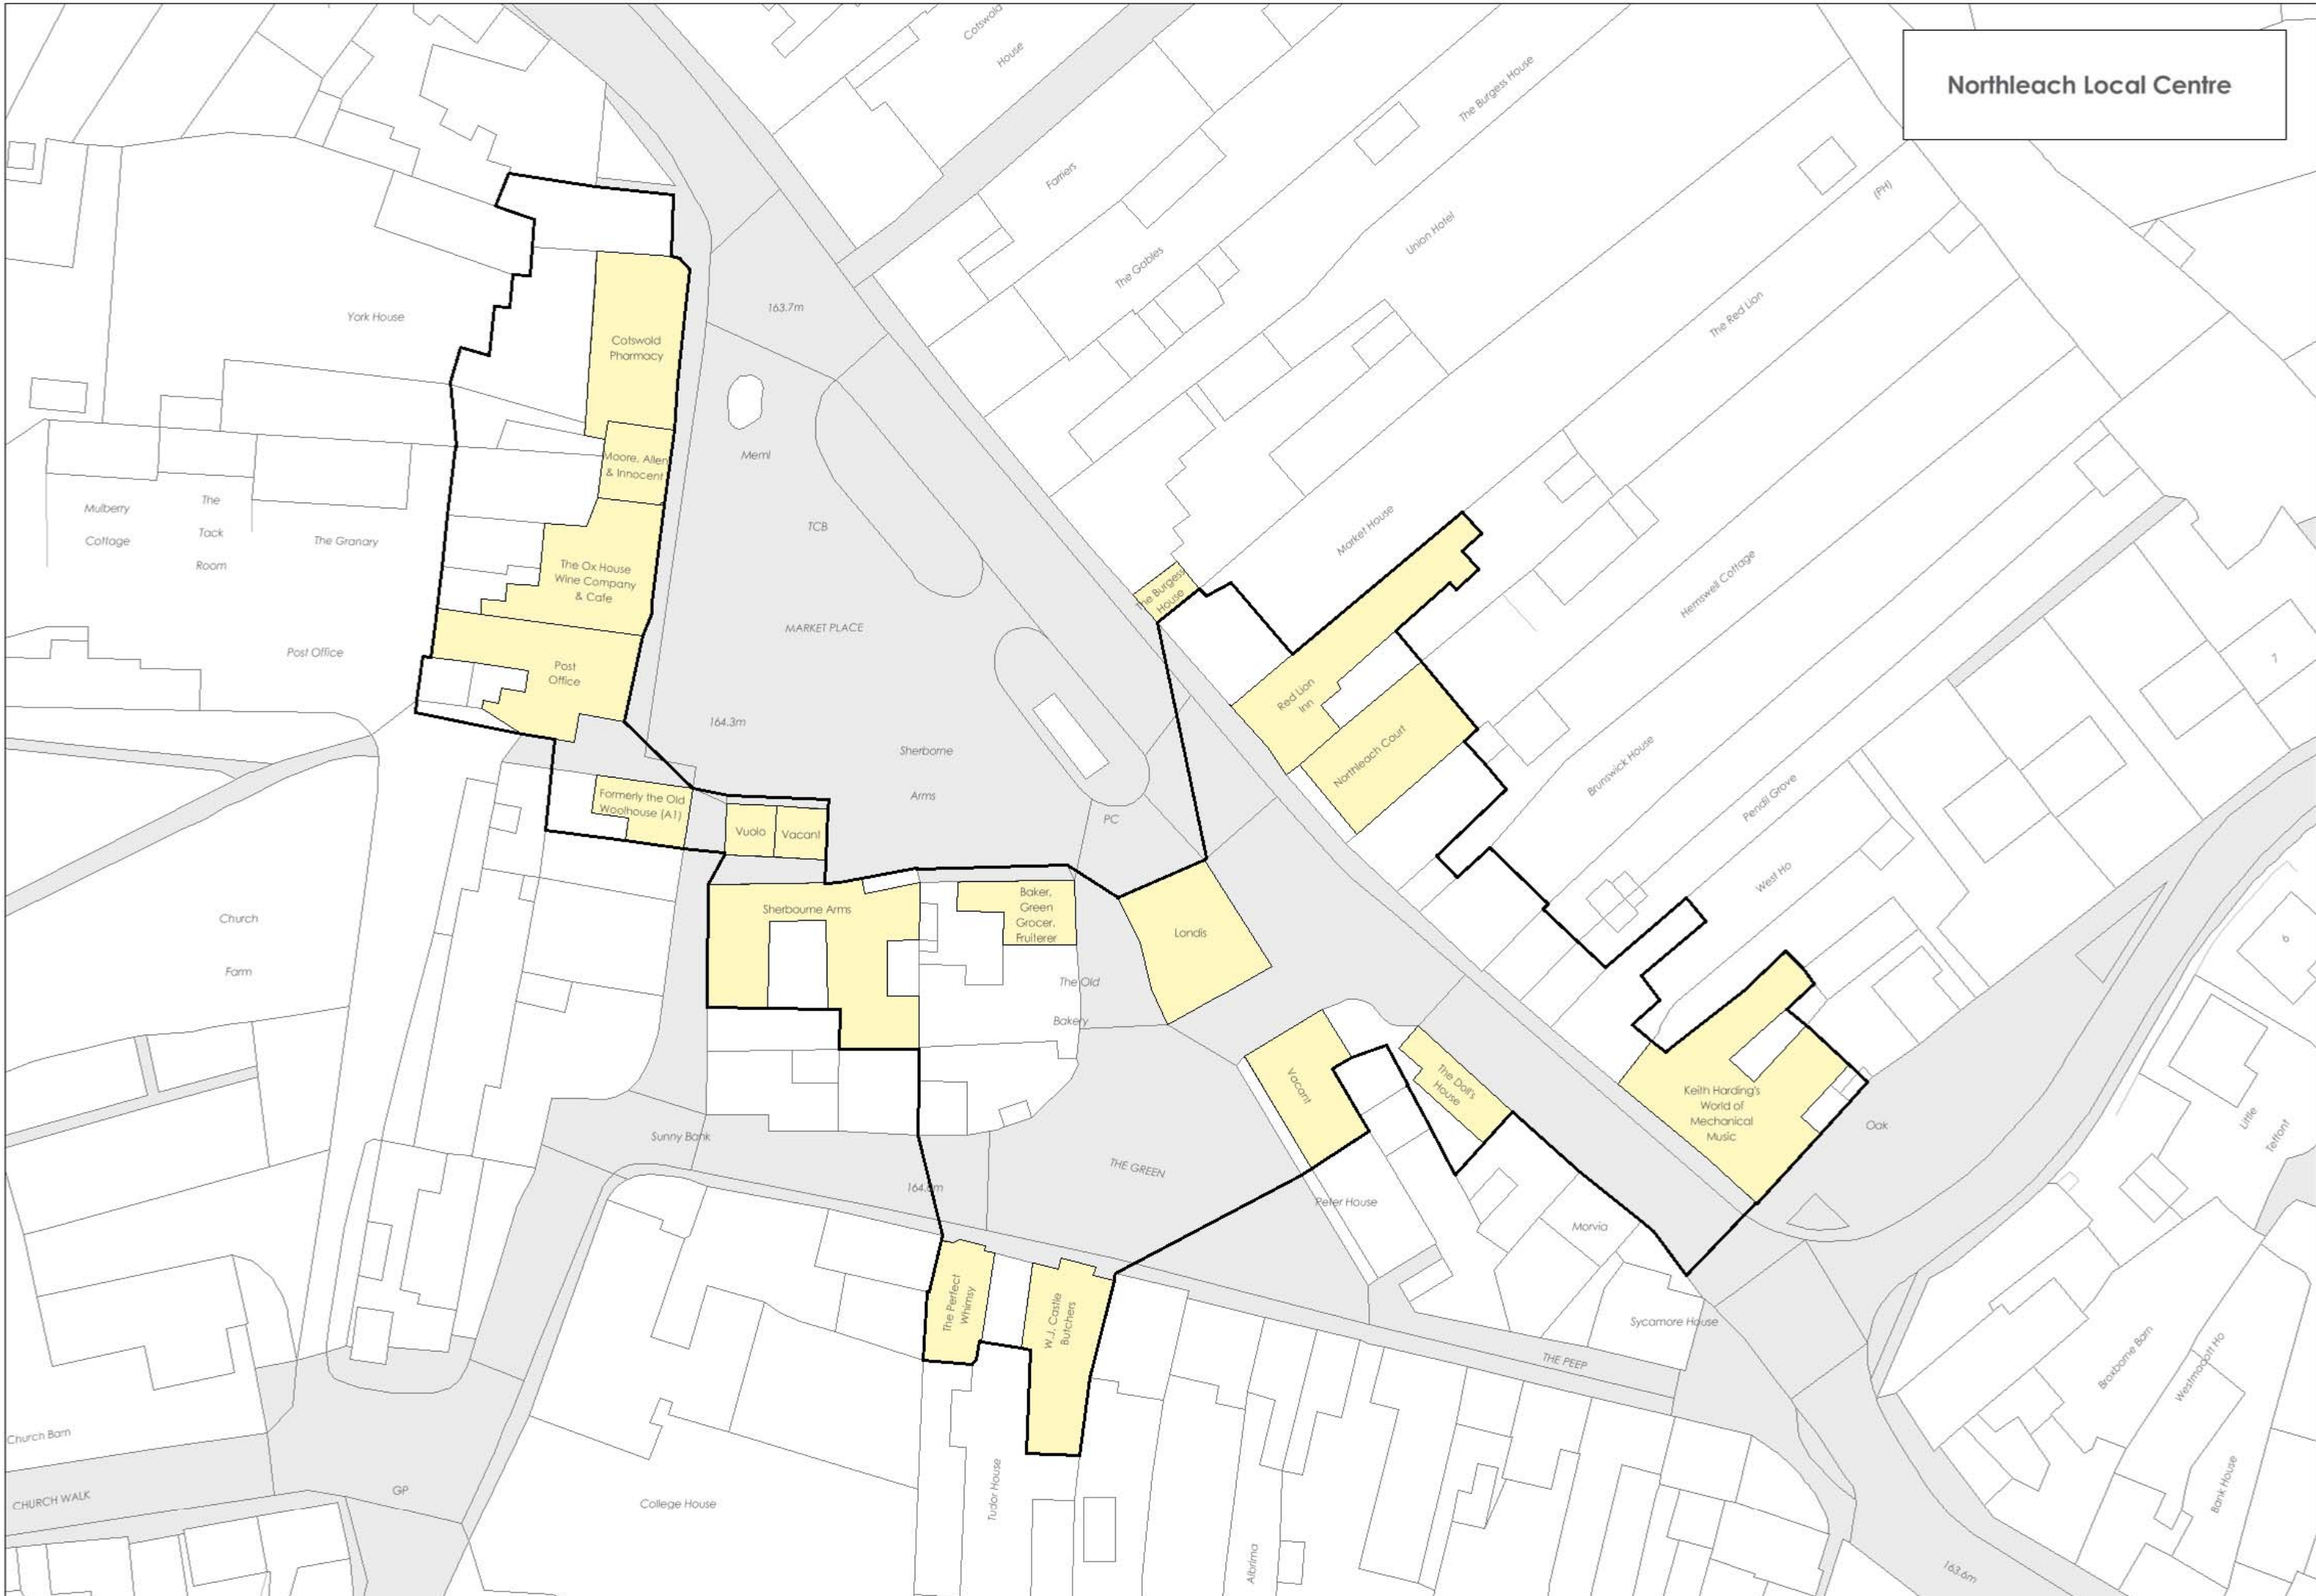 Northleach Local Centre
Cotswold
House
The Burgess House
Farriers
(PH)
Union Hotel
The Gables
163.7m
York House
The Red Lion
Cotswold
Pharmacy
Meml
Moore, Allen
& Innocent
Mulberry
Cottage
The
Tack
Room
The Granary
TCB
Market House
The Ox House
Wine Company
& Cafe
The Burgess
House
Hemswell Cottage
MARKET PLACE
Post Office
Post
Office
7
Red Lion
Inn
164.3m
Sherborne
Arms
Northleach Court
Brunswick House
Pendil Grove
Formerly the Old
Woolhouse (A1)
Vuolo
Vacant
PC
West Ho
Church
Farm
Sherbourne Arms
Baker,
Green
Grocer,
Fruiterer
Londis
6
The Old
Bakery
Vacant
The Doll's
House
Keith Harding's
World of
Mechanical
Music
Oak
Little
Teffont
Sunny Bank
THE GREEN
164.6m
Peter House
Morvia
The Perfect
Whimsy
W.J. Castle
Butchers
Sycamore House
THE PEEP
Broxborne Barn
Westmacott Ho
Church Barn
CHURCH WALK
GP
College House
Tudor House
Albrima
Bank House
163.6m